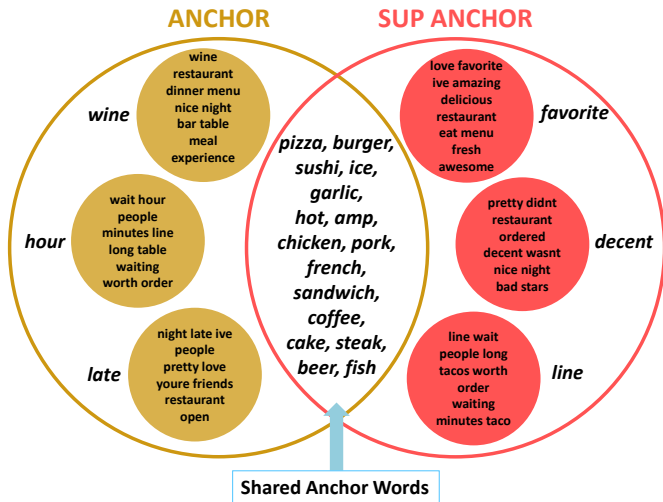 ANCHOR
SUP ANCHOR
wine
wine
restaurant
dinner menu
nice night
bar table
meal
experience
hour
wait hour
people
minutes line
long table
waiting
worth order
late
night late ive
people
pretty love
youre friends
restaurant
open
pizza, burger,
sushi, ice,
garlic,
hot, amp,
chicken, pork,
french,
sandwich,
coffee,
cake, steak,
beer, fish
love favorite
ive amazing
delicious
restaurant
eat menu
fresh
awesome
favorite
pretty didnt
restaurant
ordered
decent wasnt
nice night
bad stars
decent
line wait
people long
tacos worth
order
waiting
minutes taco
line
Shared Anchor Words